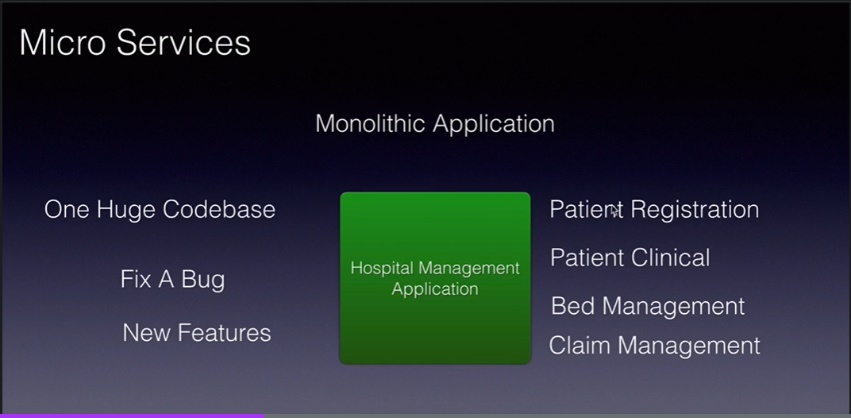 Micro Services
Monolithic Application
One Huge Codebase
Fix A Bug
New Features
Hospital Management
Application
Patient Registration
Patient Clinical
Bed Management
Claim Management